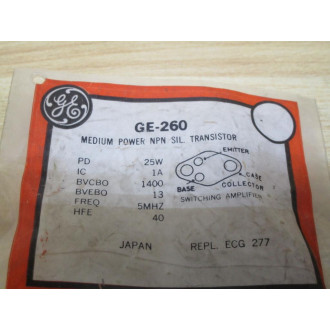 GE
GE-260
MEDIUM POWER NPN SIL. TRANSISTOR
PD 25W
IC 1A
BVCBO 1400
BVEBO 13
FREQ 5MHZ
HFE 40
EMITTER
CASE
COLLECTOR
BASE
SWITCHING AMPLIFIER
JAPAN REPL. ECG 277